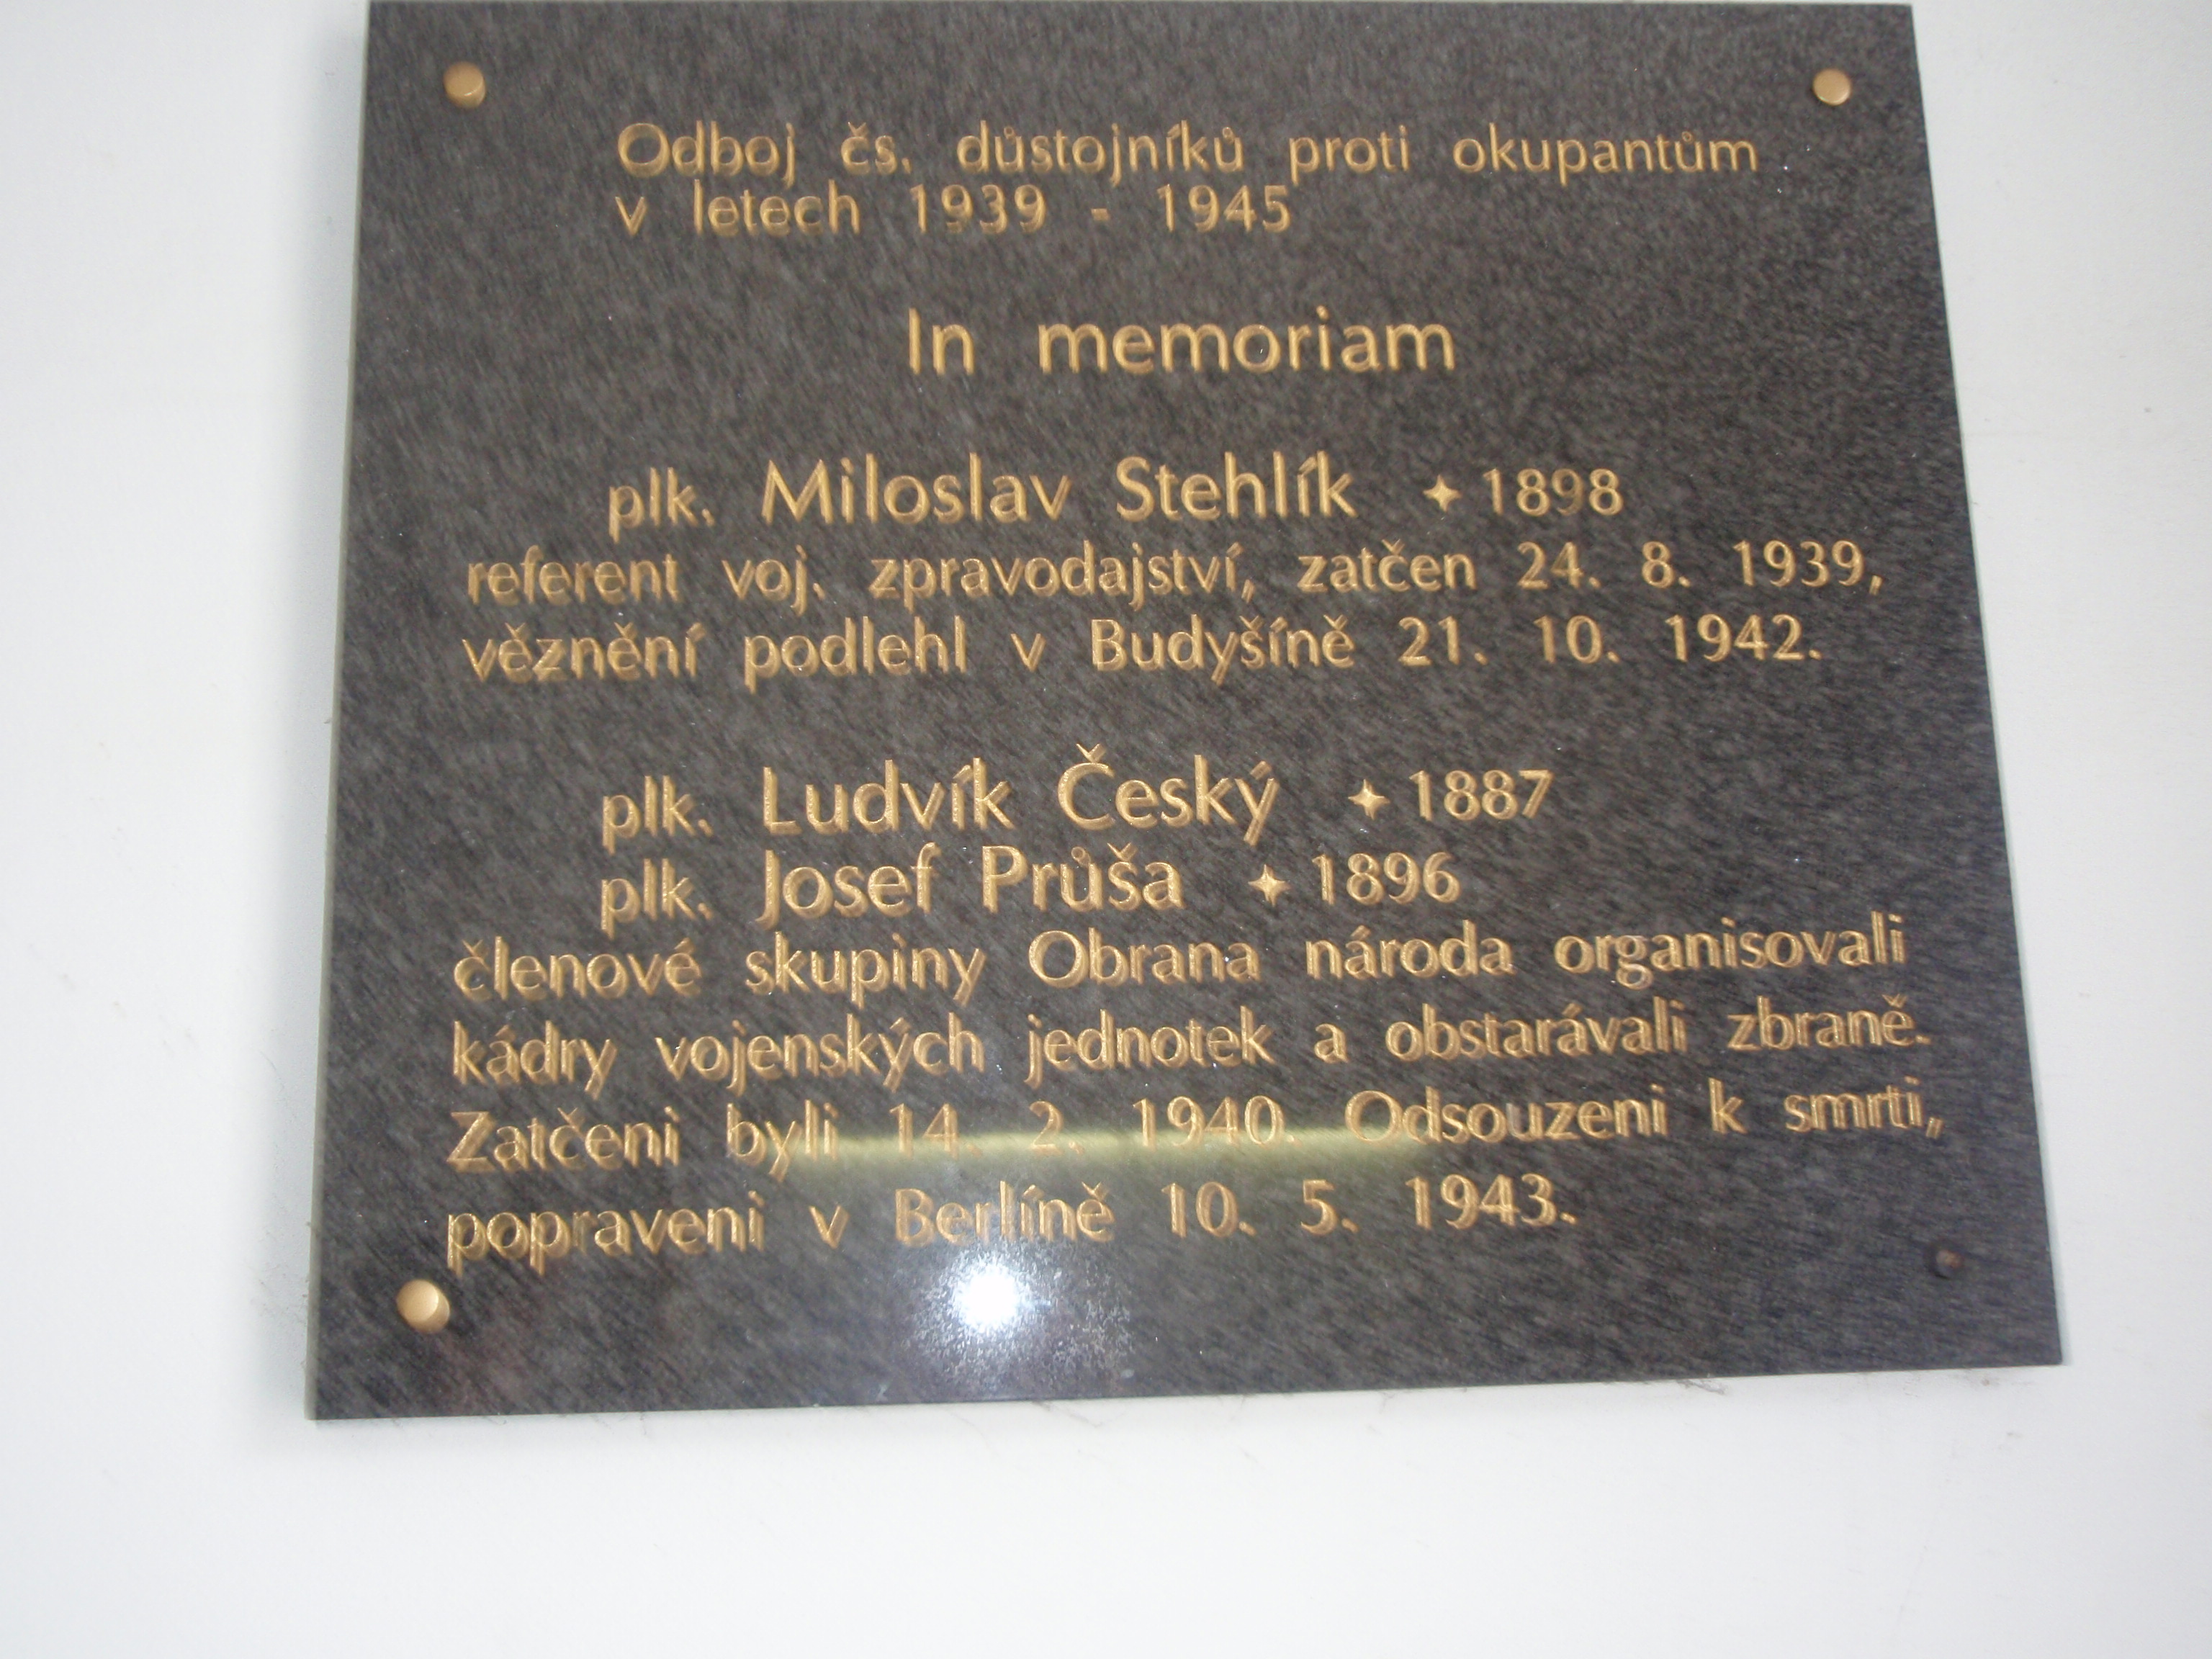 Odboj čs. důstojníků proti okupantům
v letech 1939 - 1945
In memoriam
plk. Miloslav Stehlík ✦ 1898
referent voj. zpravodajství, zatčen 24. 8. 1939,
věznění podlehl v Budyšíně 21. 10. 1942.
plk. Ludvík Český ✦ 1887
plk. Josef Průša ✦ 1896
členové skupiny Obrana národa organisovali
kádry vojenských jednotek a obstarávali zbraně.
Zatčeni byli 14. 2. 1940. Odsouzeni k smrti,
popraveni v Berlíně 10. 5. 1943.